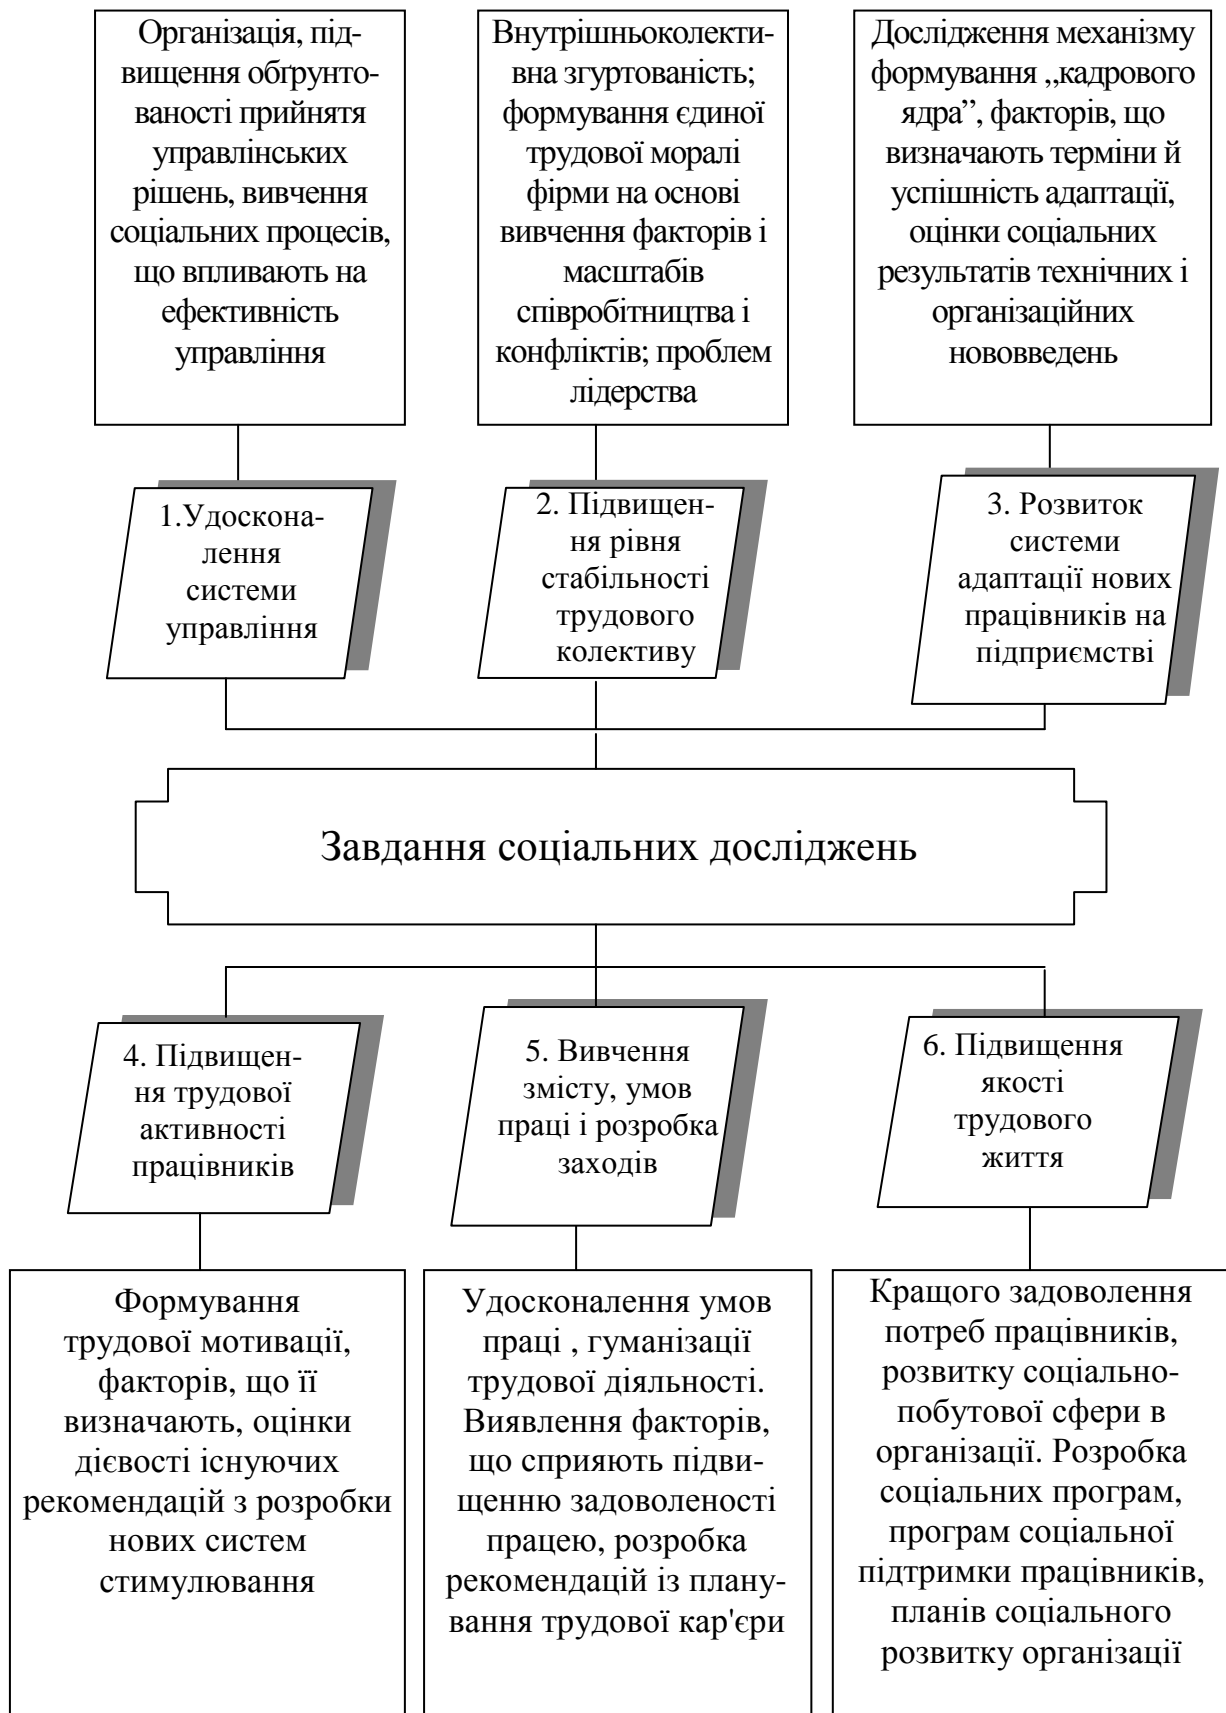 Організація, під-
вищення обґрунто-
ваності прийнятя
управлінських
рішень, вивчення
соціальних процесів,
що впливають на
ефективність
управління
Внутрішньоколекти-
вна згуртованість;
формування єдиної
трудової моралі
фірми на основі
вивчення факторів і
масштабів
співробітництва і
конфліктів; проблем
лідерства
Дослідження механізму
формування „кадрового
ядра”, факторів, що
визначають терміни й
успішність адаптації,
оцінки соціальних
результатів технічних і
організаційних
нововведень
1.Удоскона-
лення
системи
управління
2. Підвищен-
ня рівня
стабільності
трудового
колективу
3. Розвиток
системи
адаптації нових
працівників на
підприємстві
Завдання соціальних досліджень
4. Підвищен-
ня трудової
активності
працівників
5. Вивчення
змісту, умов
праці і розробка
заходів
6. Підвищення
якості
трудового
життя
Формування
трудової мотивації,
факторів, що її
визначають, оцінки
дієвості існуючих
рекомендацій з розробки
нових систем
стимулювання
Удосконалення умов
праці , гуманізації
трудової діяльності.
Виявлення факторів,
що сприяють підви-
щенню задоволеності
працею, розробка
рекомендацій із плану-
вання трудової кар'єри
Кращого задоволення
потреб працівників,
розвитку соціально-
побутової сфери в
організації. Розробка
соціальних програм,
програм соціальної
підтримки працівників,
планів соціального
розвитку організації